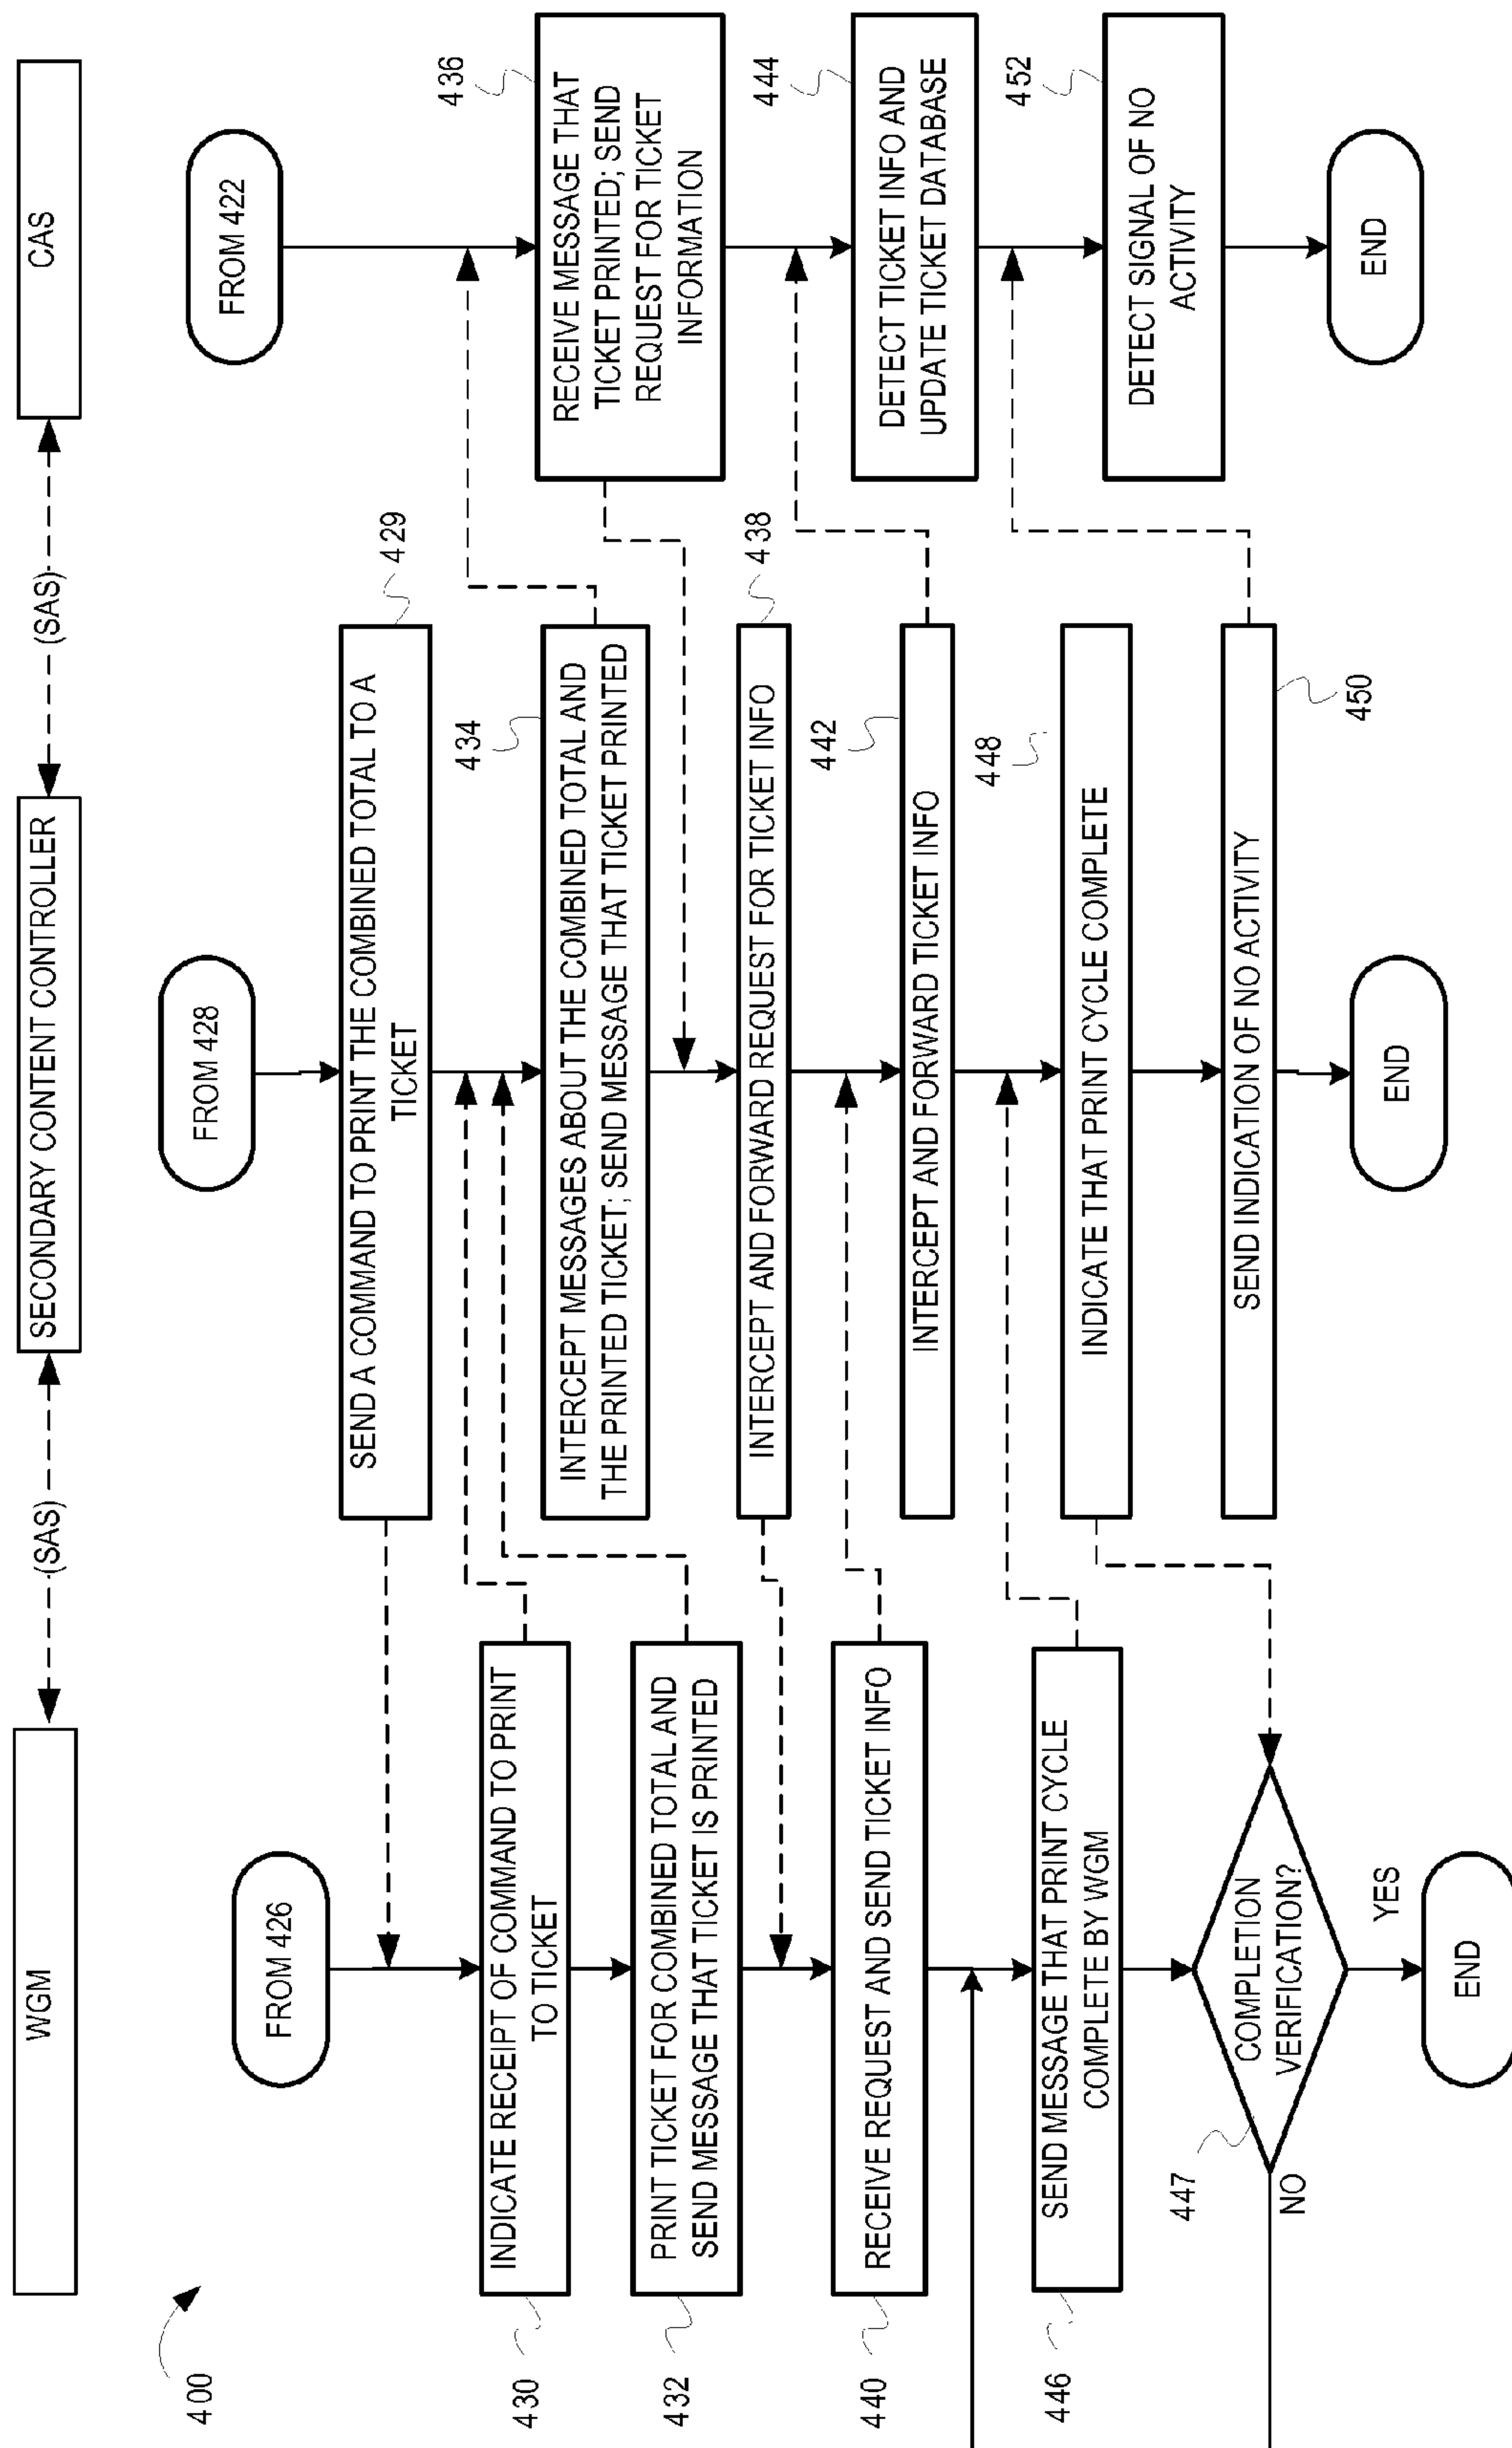 400
WGM
(SAS)
SECONDARY CONTENT CONTROLLER
(SAS)
CAS
FROM 426
FROM 428
FROM 422
SEND A COMMAND TO PRINT THE COMBINED TOTAL TO A
TICKET
429
430
INDICATE RECEIPT OF COMMAND TO PRINT
TO TICKET
432
PRINT TICKET FOR COMBINED TOTAL AND
SEND MESSAGE THAT TICKET IS PRINTED
434
INTERCEPT MESSAGES ABOUT THE COMBINED TOTAL AND
THE PRINTED TICKET; SEND MESSAGE THAT TICKET PRINTED
436
RECEIVE MESSAGE THAT
TICKET PRINTED; SEND
REQUEST FOR TICKET
INFORMATION
438
INTERCEPT AND FORWARD REQUEST FOR TICKET INFO
440
RECEIVE REQUEST AND SEND TICKET INFO
442
INTERCEPT AND FORWARD TICKET INFO
444
DETECT TICKET INFO AND
UPDATE TICKET DATABASE
446
SEND MESSAGE THAT PRINT CYCLE
COMPLETE BY WGM
448
INDICATE THAT PRINT CYCLE COMPLETE
447
COMPLETION
VERIFICATION?
NO
YES
SEND INDICATION OF NO ACTIVITY
450
452
DETECT SIGNAL OF NO
ACTIVITY
END
END
END